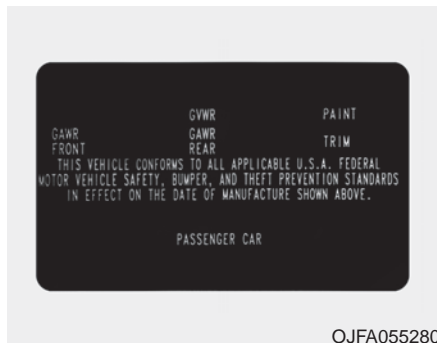 GVWR PAINT
GAWR FRONT GAWR REAR TRIM
THIS VEHICLE CONFORMS TO ALL APPLICABLE U.S.A. FEDERAL
MOTOR VEHICLE SAFETY, BUMPER, AND THEFT PREVENTION STANDARDS
IN EFFECT ON THE DATE OF MANUFACTURE SHOWN ABOVE.
PASSENGER CAR
OJFA055280